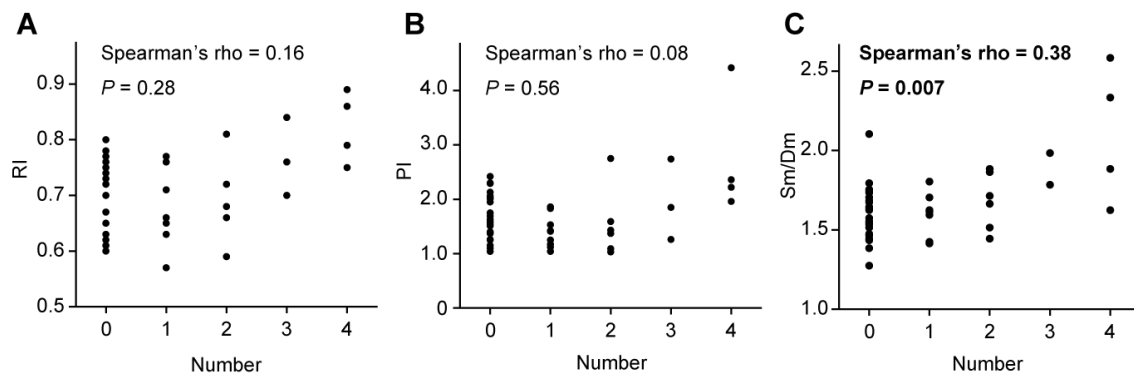 A
Spearman's rho = 0.16
P = 0.28
0.9
0.8
0.7
0.6
0.5
RI
0 1 2 3 4
Number
B
Spearman's rho = 0.08
P = 0.56
4.0
3.0
2.0
1.0
0
PI
0 1 2 3 4
Number
C
Spearman's rho = 0.38
P = 0.007
2.5
2.0
1.5
1.0
Sm/Dm
0 1 2 3 4
Number